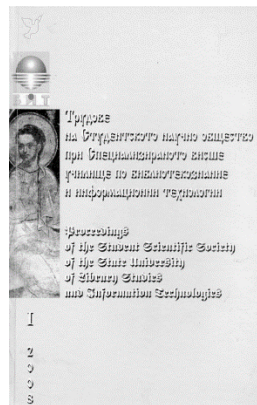 Трудове
на Студентското научно общество
при Специализираното висше
училище по библиотекознание
и информационни технологии
Proceedings
of the Student Scientific Society
of the State University
of Library Studies
and Information Technologies
I
2
0
0